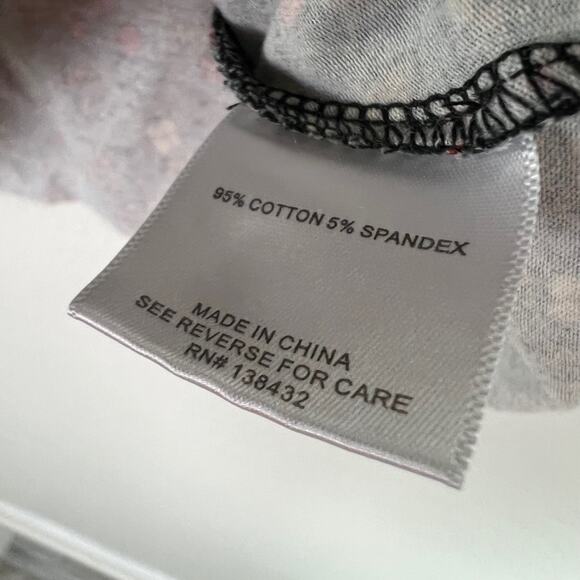 95% COTTON 5% SPANDEX
MADE IN CHINA
SEE REVERSE FOR CARE
RN# 138432